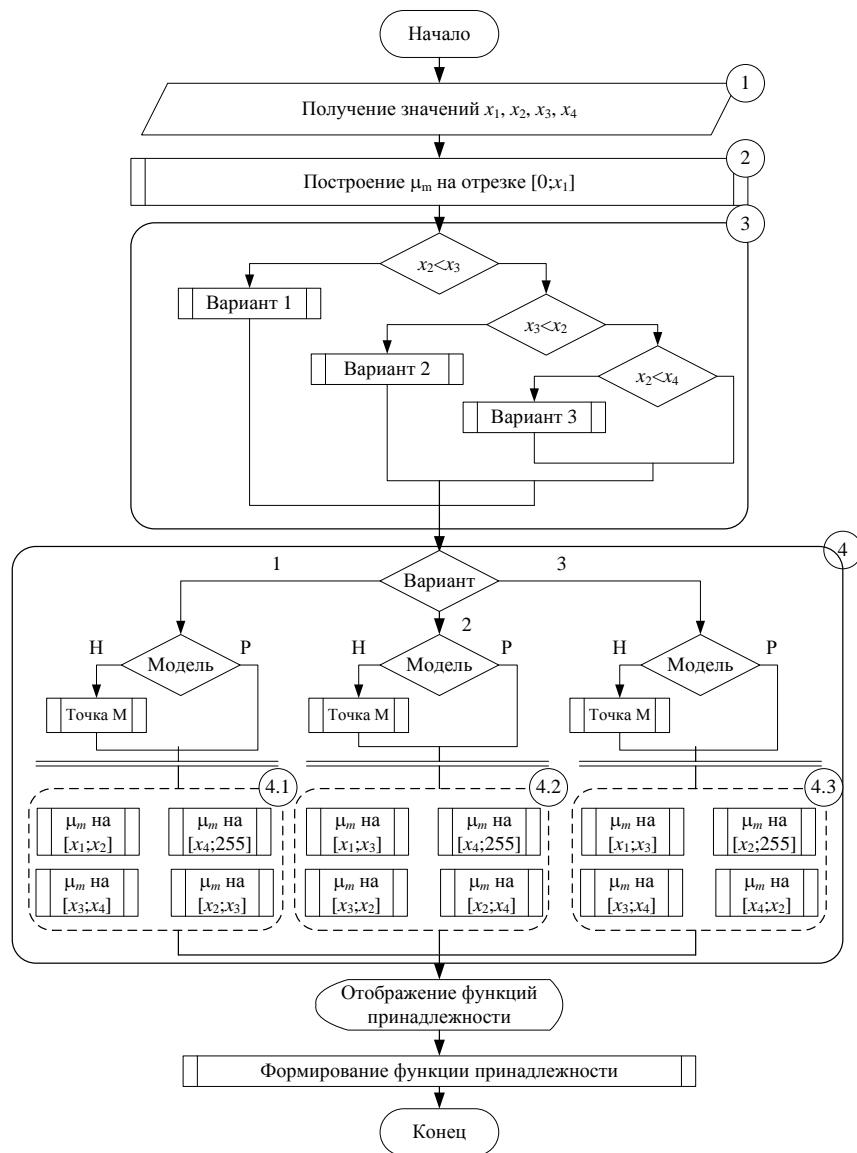 Начало
1
Получение значений x₁, x₂, x₃, x₄
2
Построение μₘ на отрезке [0;x₁]
3
x₂<x₃
Вариант 1
x₃<x₂
Вариант 2
x₂<x₄
Вариант 3
4
1
Вариант
3
2
Н
Модель
Р
Н
Модель
Р
Н
Модель
Р
Точка М
Точка М
Точка М
4.1
4.2
4.3
μₘ на
[x₁;x₂]
μₘ на
[x₄;255]
μₘ на
[x₁;x₃]
μₘ на
[x₄;255]
μₘ на
[x₁;x₃]
μₘ на
[x₂;255]
μₘ на
[x₃;x₄]
μₘ на
[x₂;x₃]
μₘ на
[x₃;x₂]
μₘ на
[x₂;x₄]
μₘ на
[x₃;x₄]
μₘ на
[x₄;x₂]
Отображение функций
принадлежности
Формирование функции принадлежности
Конец